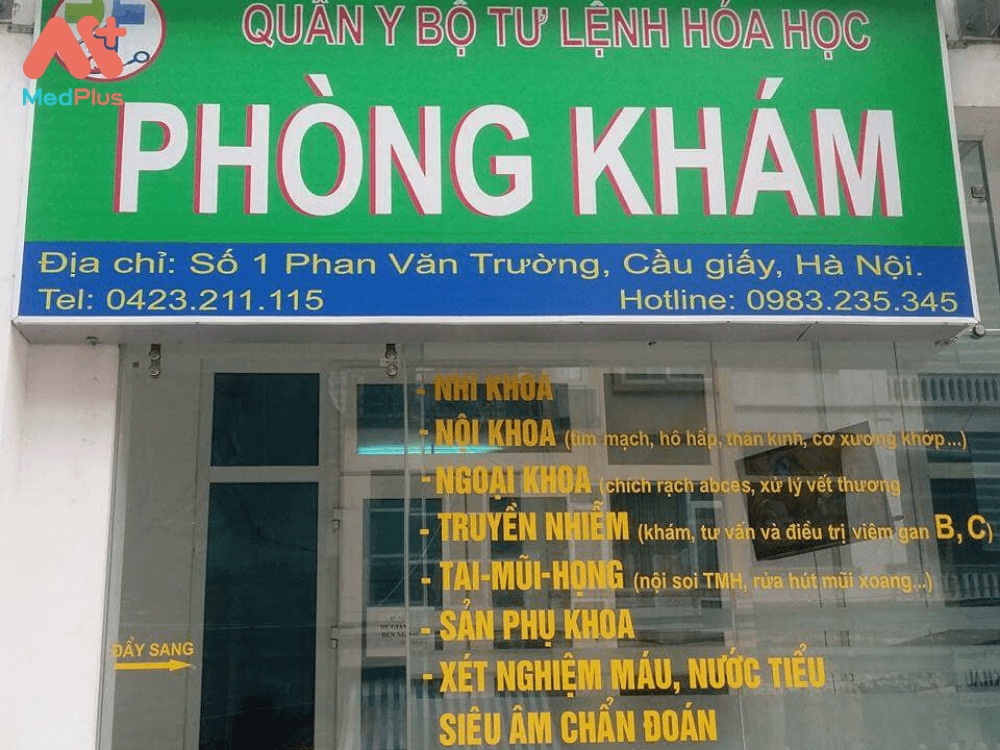 MedPlus
QUÂN Y BỘ TƯ LỆNH HÓA HỌC
PHÒNG KHÁM
Địa chỉ: Số 1 Phan Văn Trường, Cầu giấy, Hà Nội.
Tel: 0423.211.115 Hotline: 0983.235.345
- NHI KHOA
- NỘI KHOA (tim mạch, hô hấp, thần kinh, cơ xương khớp...)
- NGOẠI KHOA (chích rạch abces, xử lý vết thương
- TRUYỀN NHIỄM (khám, tư vấn và điều trị viêm gan B, C)
- TAI-MŨI-HỌNG (nội soi TMH, rửa hút mũi xoang...)
- SẢN PHỤ KHOA
ĐẨY SANG
- XÉT NGHIỆM MÁU, NƯỚC TIỂU
SIÊU ÂM CHẨN ĐOÁN